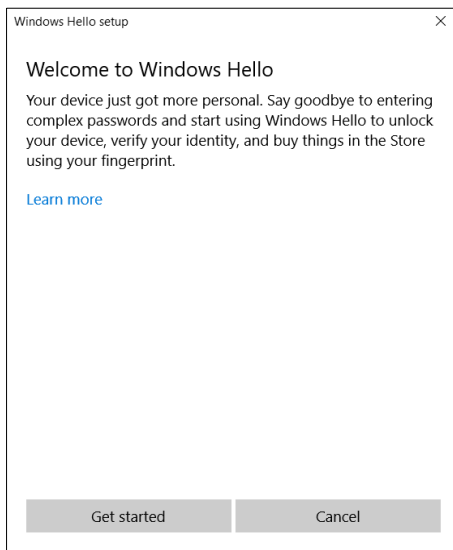 Windows Hello setup
Welcome to Windows Hello
Your device just got more personal. Say goodbye to entering
complex passwords and start using Windows Hello to unlock
your device, verify your identity, and buy things in the Store
using your fingerprint.
Learn more
Get started
Cancel